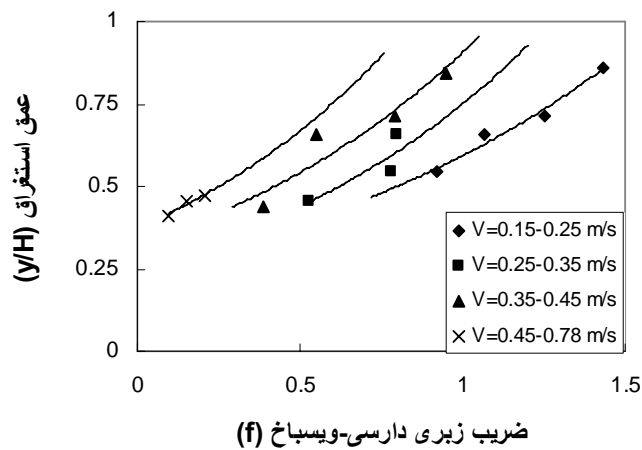 عمق استغراق (y/H)
1
0.75
0.5
0.25
0
0 0.5 1 1.5
V=0.15-0.25 m/s
V=0.25-0.35 m/s
V=0.35-0.45 m/s
V=0.45-0.78 m/s
ضریب زبری دارسی-ویسباخ (f)